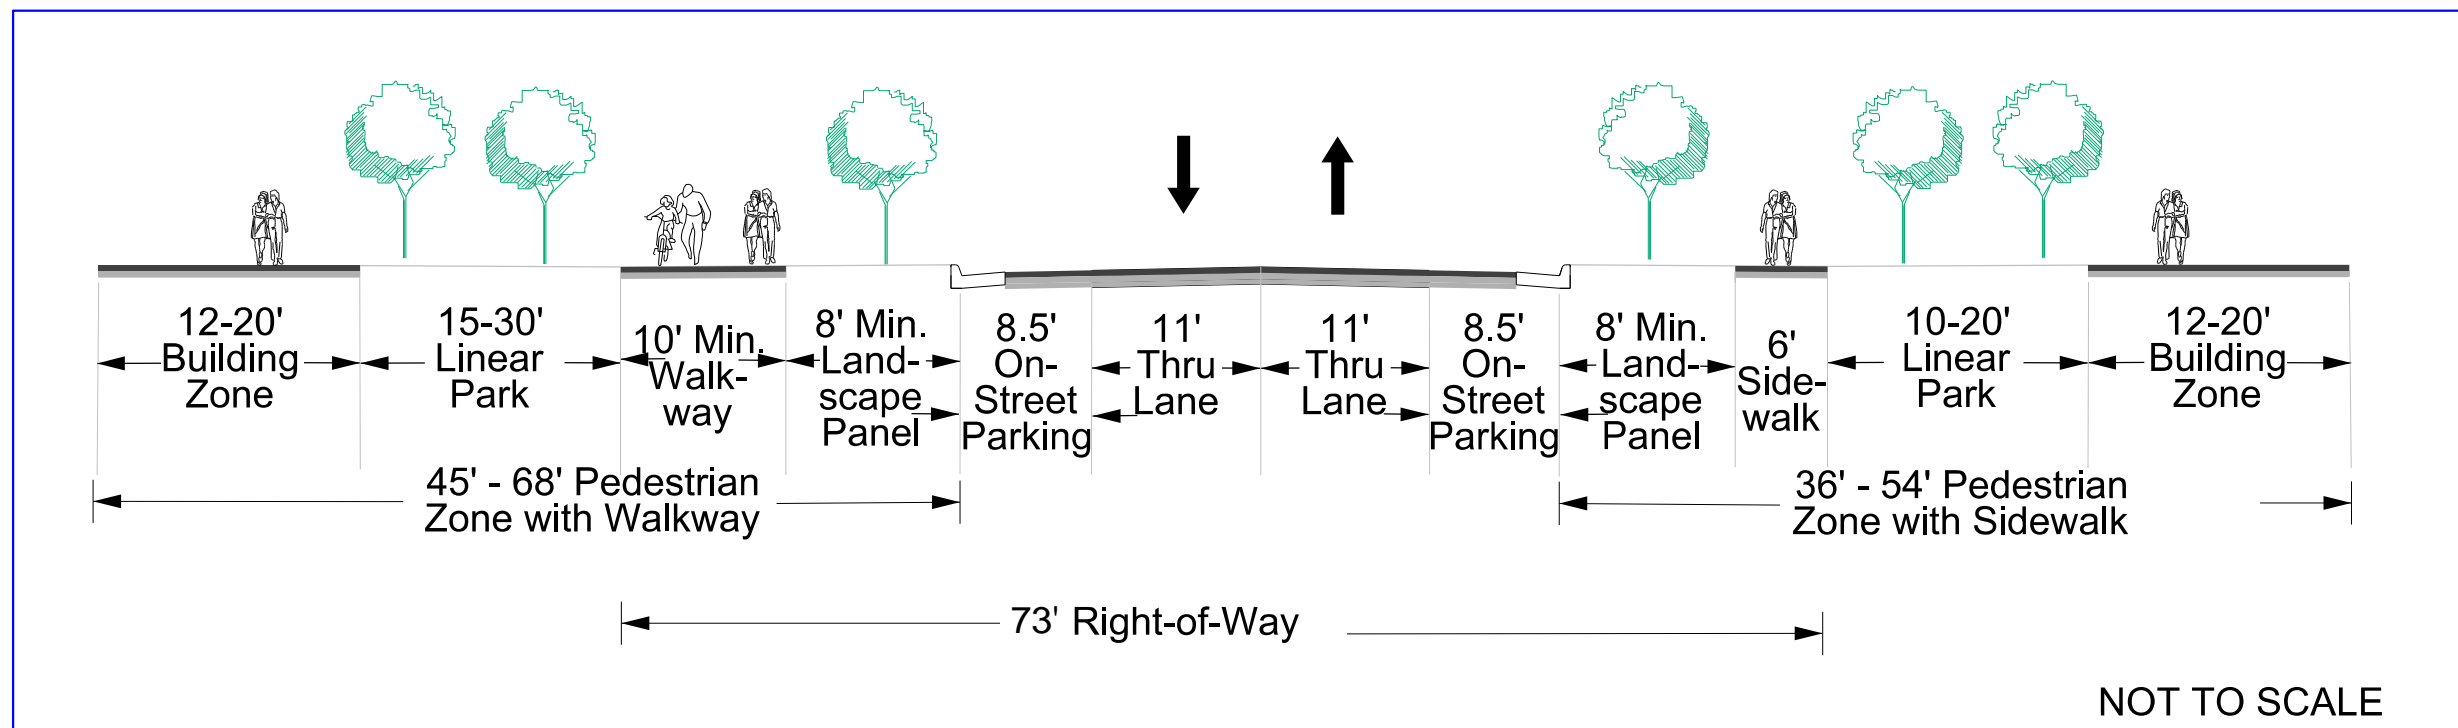 12-20'
Building
Zone
15-30'
Linear
Park
10' Min.
Walk-
way
8' Min.
Land-
scape
Panel
8.5'
On-
Street
Parking
11'
Thru
Lane
11'
Thru
Lane
8.5'
On-
Street
Parking
8' Min.
Land-
scape
Panel
6'
Side-
walk
10-20'
Linear
Park
12-20'
Building
Zone
45' - 68' Pedestrian
Zone with Walkway
36' - 54' Pedestrian
Zone with Sidewalk
73' Right-of-Way
NOT TO SCALE